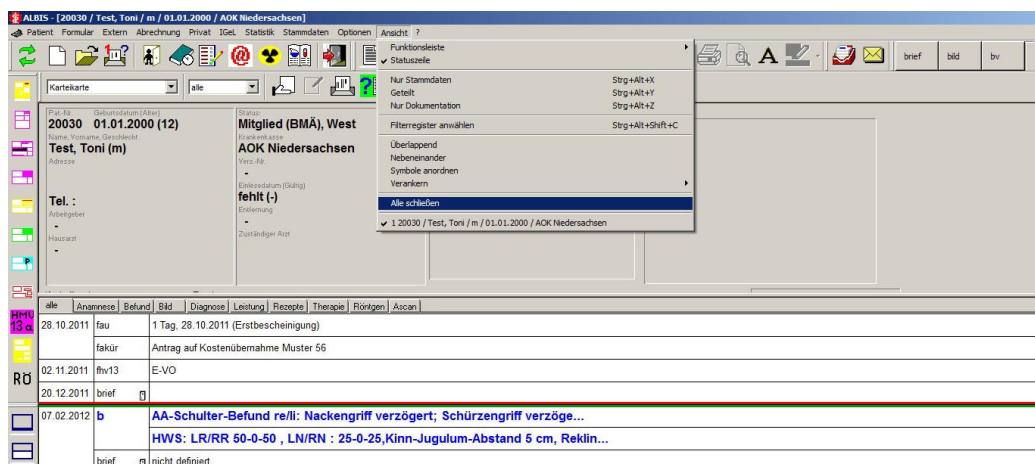 ALBIS - [20030 / Test, Toni / m / 01.01.2000 / AOK Niedersachsen]
Patient Formular Extern Abrechnung Privat IGeL Statistik Stammdaten Optionen Ansicht ?
brief bild bv
Funktionsleiste
Statuszeile
Nur Stammdaten Strg+Alt+X
Geteilt Strg+Alt+Y
Nur Dokumentation Strg+Alt+Z
Filterregister anwählen Strg+Alt+Shift+C
Überlappend
Nebeneinander
Symbole anordnen
Verankern
Alle schließen
1 20030 / Test, Toni / m / 01.01.2000 / AOK Niedersachsen
Karteikarte alle
Pat.-Nr. Geburtsdatum (Alter)
20030 01.01.2000 (12)
Name, Vorname, Geschlecht
Test, Toni (m)
Adresse
Tel. :
Arbeitgeber
-
Hausarzt
-
Status:
Mitglied (BMÄ), West
Krankenkasse
AOK Niedersachsen
Vers.-Nr.
-
Einlesedatum (Gültig)
fehlt (-)
Entfernung
-
Zuständiger Arzt
HMV
13a
RÖ
alle Anamnese Befund Bild Diagnose Leistung Rezepte Therapie Röntgen Ascan
28.10.2011 fau 1 Tag, 28.10.2011 (Erstbescheinigung)
fakür Antrag auf Kostenübernahme Muster 56
02.11.2011 fhv13 E-VO
20.12.2011 brief
07.02.2012 b AA-Schulter-Befund re/li: Nackengriff verzögert; Schürzengriff verzöge...
HWS: LR/RR 50-0-50 , LN/RN : 25-0-25,Kinn-Jugulum-Abstand 5 cm, Reklin...
brief nicht definiert